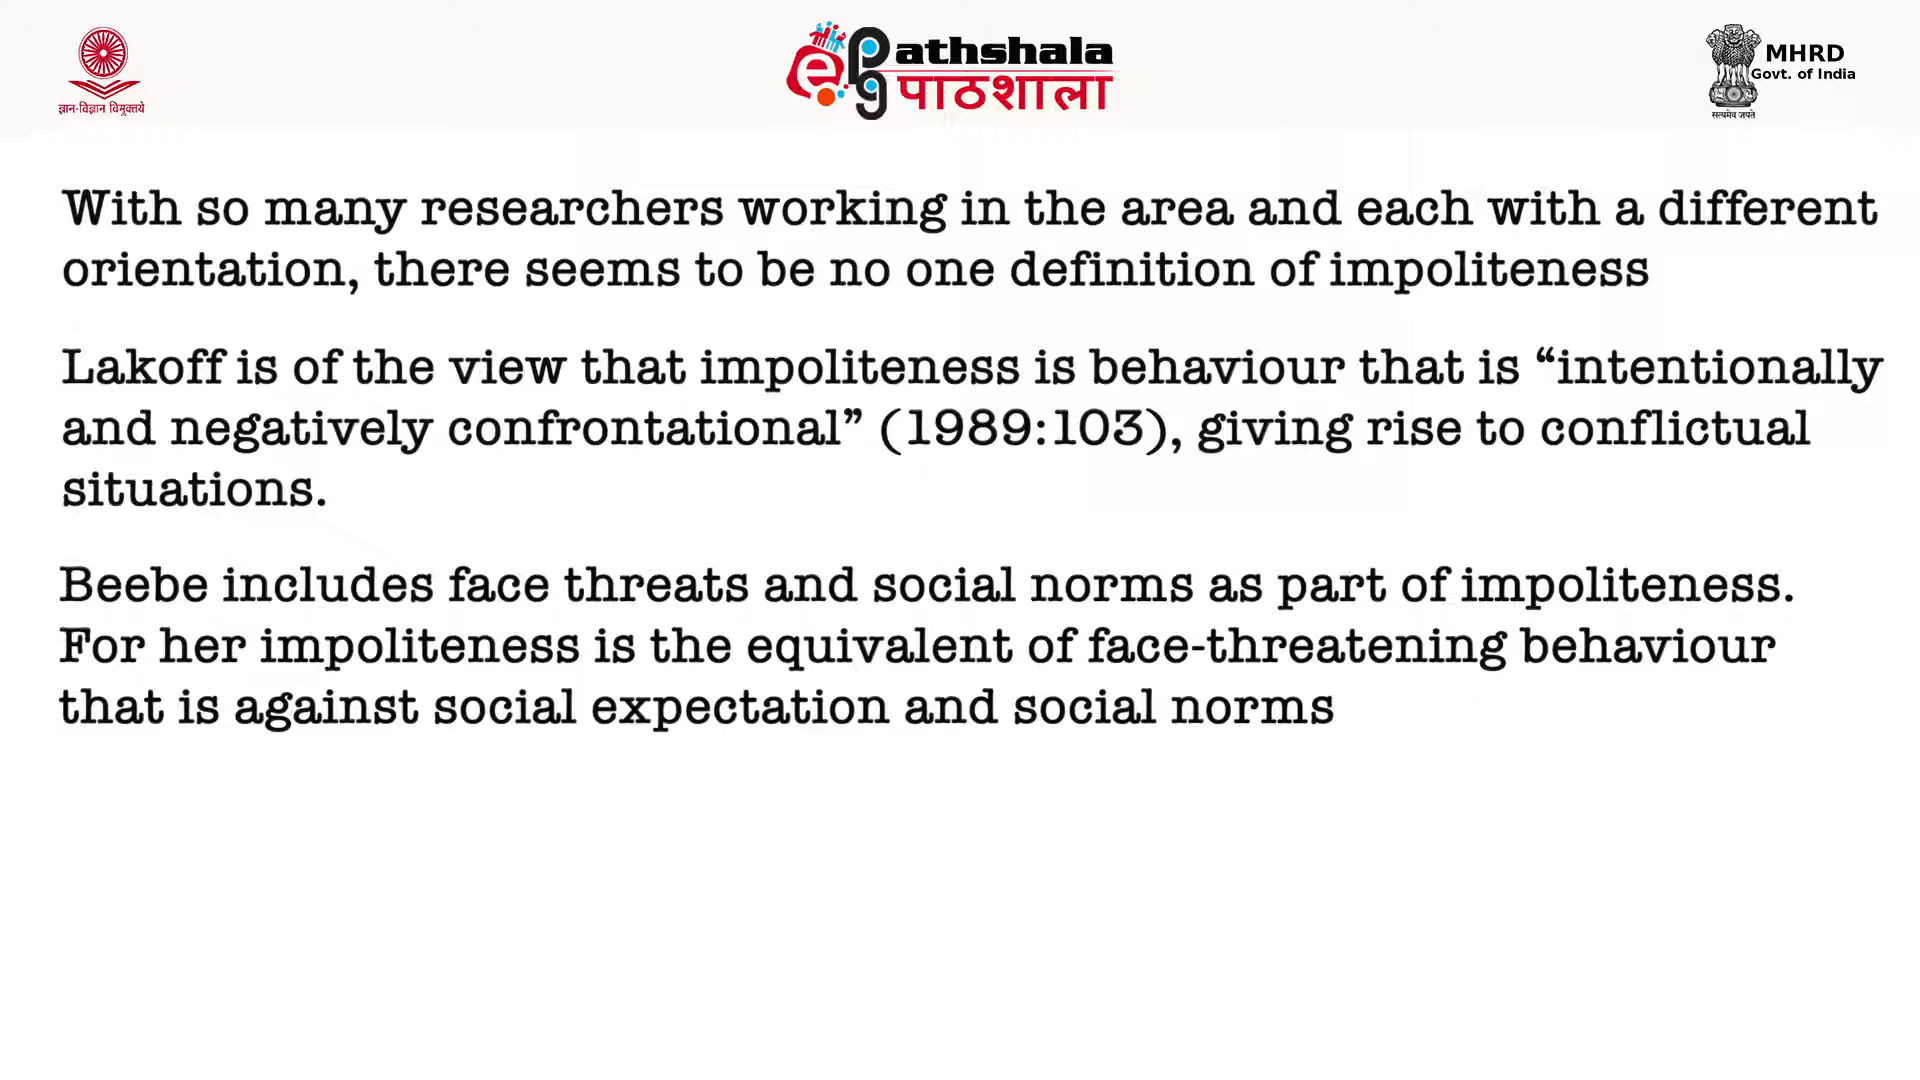 ज्ञान-विज्ञान विमुक्तये
ePG athshala
पाठशाला
MHRD
Govt. of India
सत्यमेव जयते
With so many researchers working in the area and each with a different
orientation, there seems to be no one definition of impoliteness
Lakoff is of the view that impoliteness is behaviour that is “intentionally
and negatively confrontational” (1989:103), giving rise to conflictual
situations.
Beebe includes face threats and social norms as part of impoliteness.
For her impoliteness is the equivalent of face-threatening behaviour
that is against social expectation and social norms